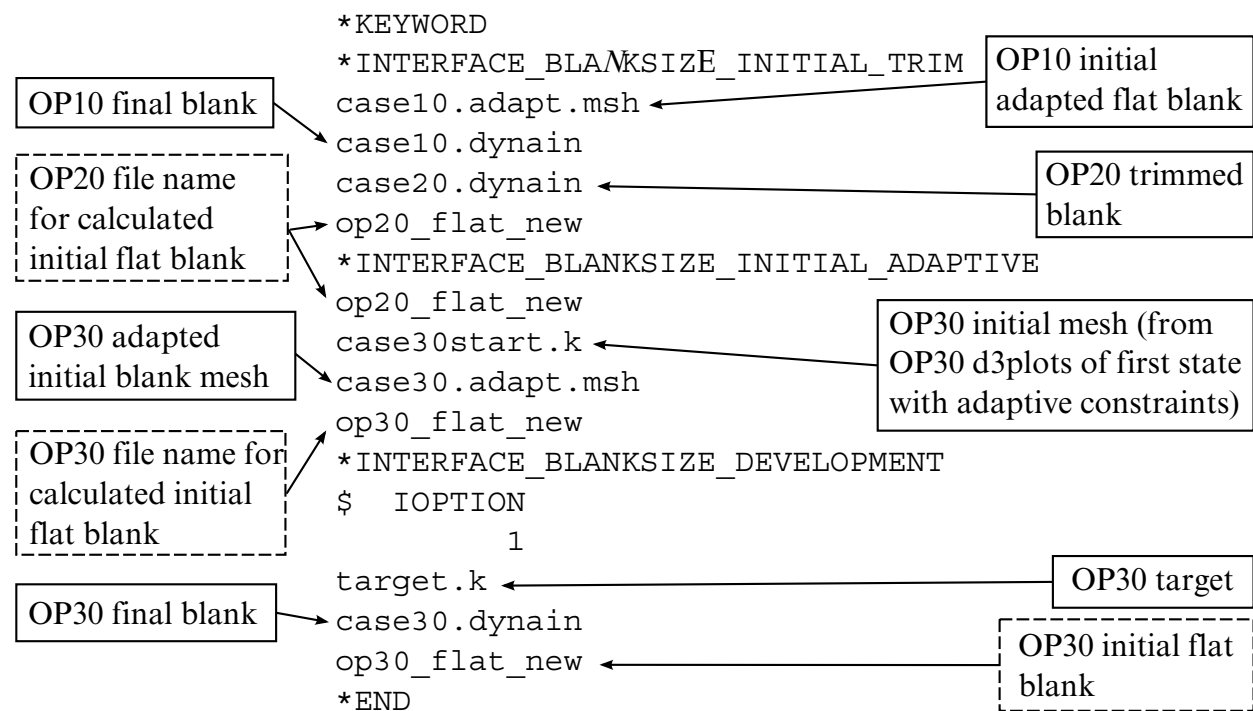 *KEYWORD
*INTERFACE_BLANKSIZE_INITIAL_TRIM
case10.adapt.msh
case10.dynain
case20.dynain
op20_flat_new
*INTERFACE_BLANKSIZE_INITIAL_ADAPTIVE
op20_flat_new
case30start.k
case30.adapt.msh
op30_flat_new
*INTERFACE_BLANKSIZE_DEVELOPMENT
$ IOPTION
1
target.k
case30.dynain
op30_flat_new
*END
OP10 final blank
OP20 file name
for calculated
initial flat blank
OP30 adapted
initial blank mesh
OP30 file name for
calculated initial
flat blank
OP30 final blank
OP10 initial
adapted flat blank
OP20 trimmed
blank
OP30 initial mesh (from
OP30 d3plots of first state
with adaptive constraints)
OP30 target
OP30 initial flat
blank